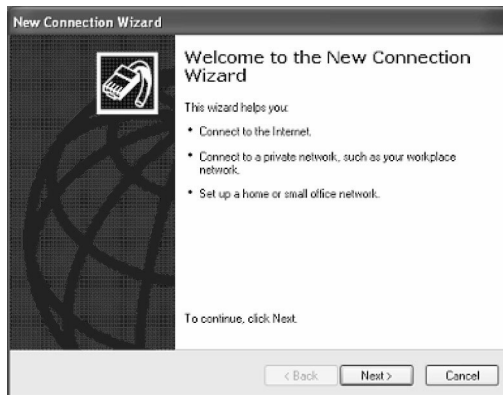 New Connection Wizard
Welcome to the New Connection
Wizard
This wizard helps you:
• Connect to the Internet.
• Connect to a private network, such as your workplace
network.
• Set up a home or small office network.
To continue, click Next.
< Back
Next >
Cancel